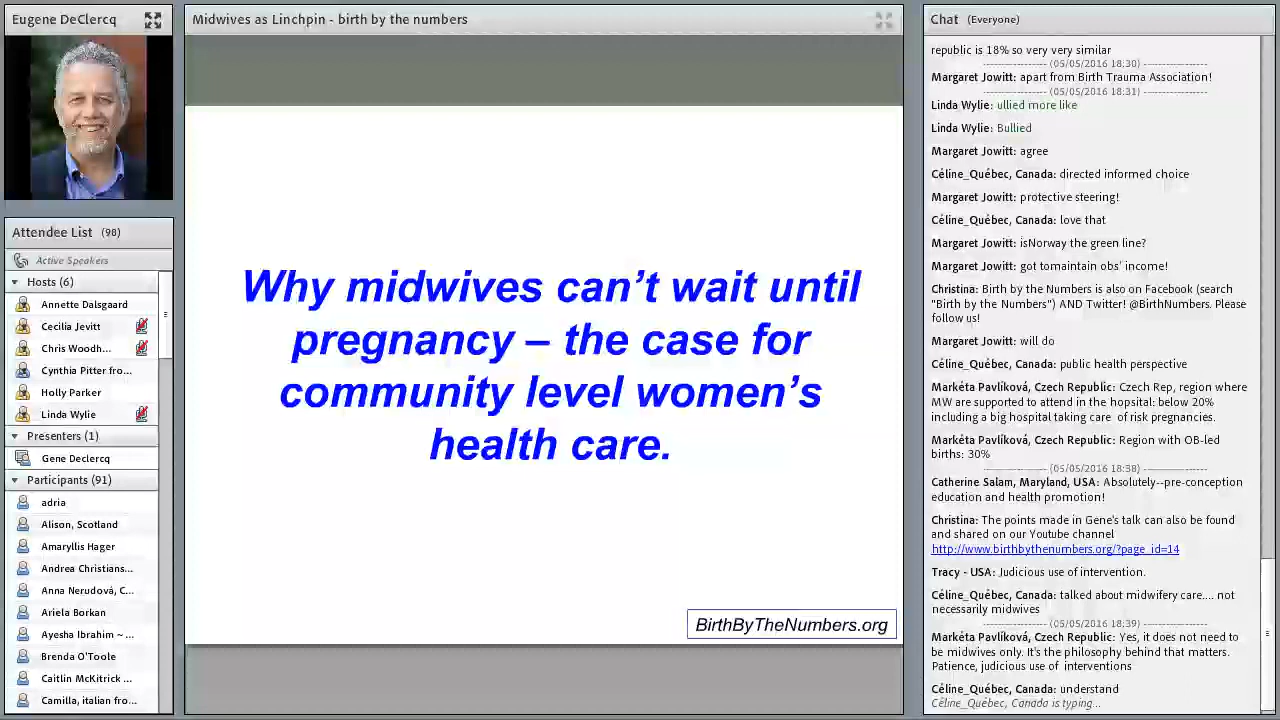 Eugene DeClercq
Attendee List (98)
Active Speakers
Hosts (6)
Annette Dalsgaard
Cecilia Jevitt
Chris Woodh...
Cynthia Pitter fro...
Holly Parker
Linda Wylie
Presenters (1)
Gene Declercq
Participants (91)
adria
Alison, Scotland
Amaryllis Hager
Andrea Christians...
Anna Nerudová, C...
Ariela Borkan
Ayesha Ibrahim ~ ...
Brenda O'Toole
Caitlin McKitrick ...
Camilla, italian fro...
Midwives as Linchpin - birth by the numbers
Why midwives can’t wait until
pregnancy – the case for
community level women’s
health care.
BirthByTheNumbers.org
Chat (Everyone)
republic is 18% so very very similar
(05/05/2016 18:30)
Margaret Jowitt: apart from Birth Trauma Association!
(05/05/2016 18:31)
Linda Wylie: ullied more like
Linda Wylie: Bullied
Margaret Jowitt: agree
Céline_Québec, Canada: directed informed choice
Margaret Jowitt: protective steering!
Céline_Québec, Canada: love that
Margaret Jowitt: isNorway the green line?
Margaret Jowitt: got tomaintain obs' income!
Christina: Birth by the Numbers is also on Facebook (search
"Birth by the Numbers") AND Twitter! @BirthNumbers. Please
follow us!
Margaret Jowitt: will do
Céline_Québec, Canada: public health perspective
Markéta Pavlíková, Czech Republic: Czech Rep, region where
MW are supported to attend in the hopsital: below 20%
including a big hospital taking care of risk pregnancies.
Markéta Pavlíková, Czech Republic: Region with OB-led
births: 30%
(05/05/2016 18:38)
Catherine Salam, Maryland, USA: Absolutely--pre-conception
education and health promotion!
Christina: The points made in Gene's talk can also be found
and shared on our Youtube channel
http://www.birthbythenumbers.org/?page_id=14
Tracy - USA: Judicious use of intervention.
Céline_Québec, Canada: talked about midwifery care.... not
necessarily midwives
(05/05/2016 18:39)
Markéta Pavlíková, Czech Republic: Yes, it does not need to
be midwives only. It's the philosophy behind that matters.
Patience, judicious use of interventions
Céline_Québec, Canada: understand
Céline_Québec, Canada is typing...